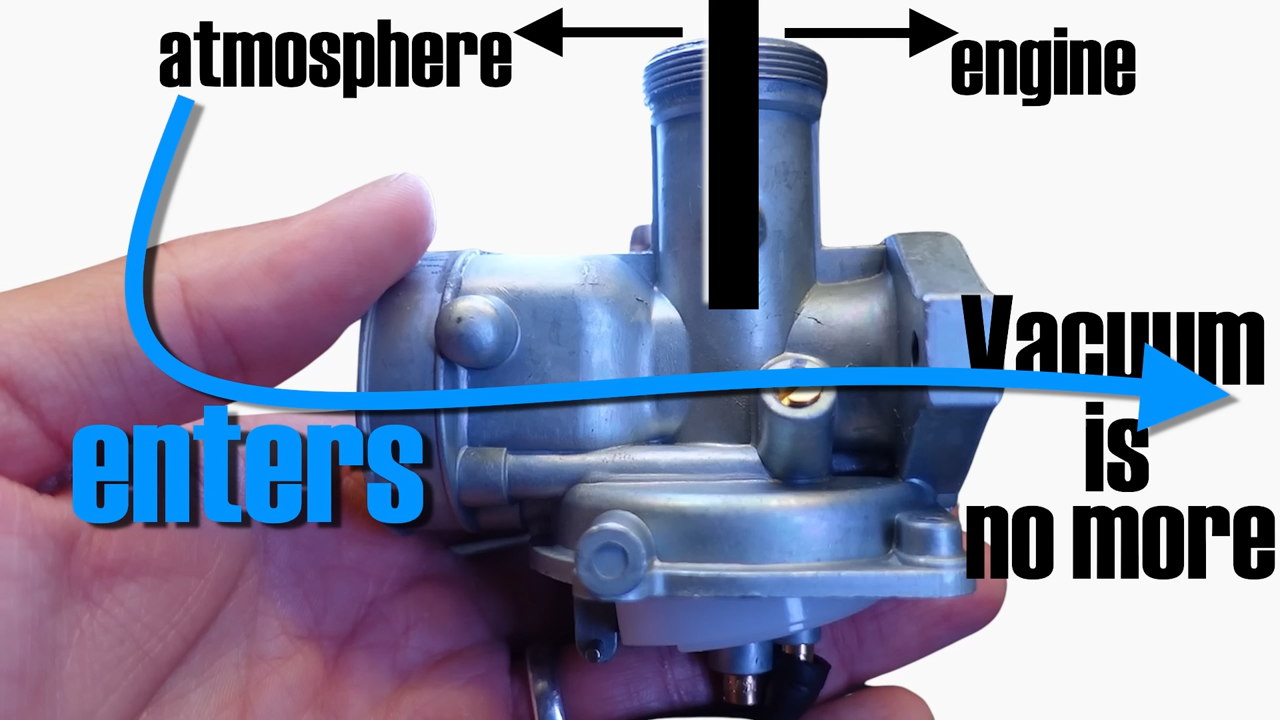 atmosphere
engine
enters
Vacuum
is
no more